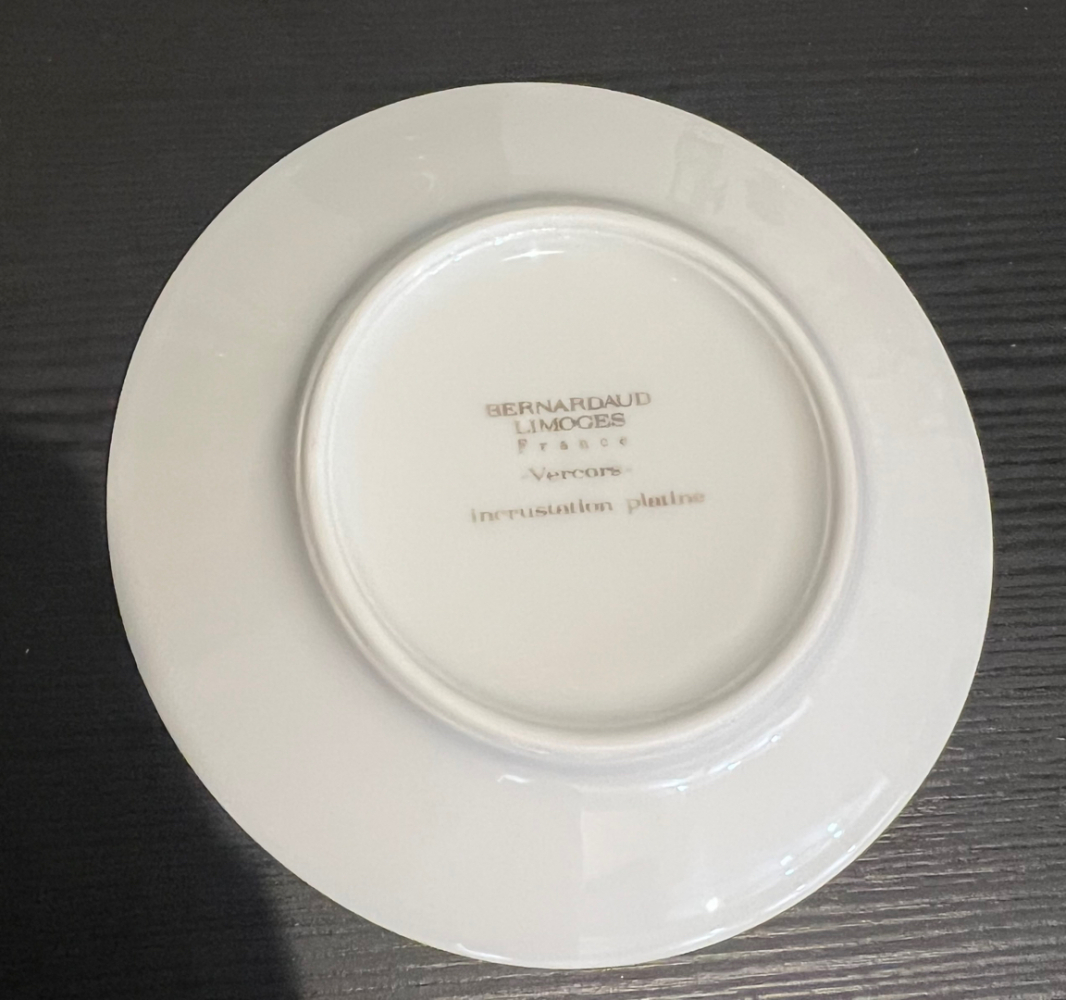 BERNARDAUD
LIMOGES
France
-Vercors-
incrustation platine